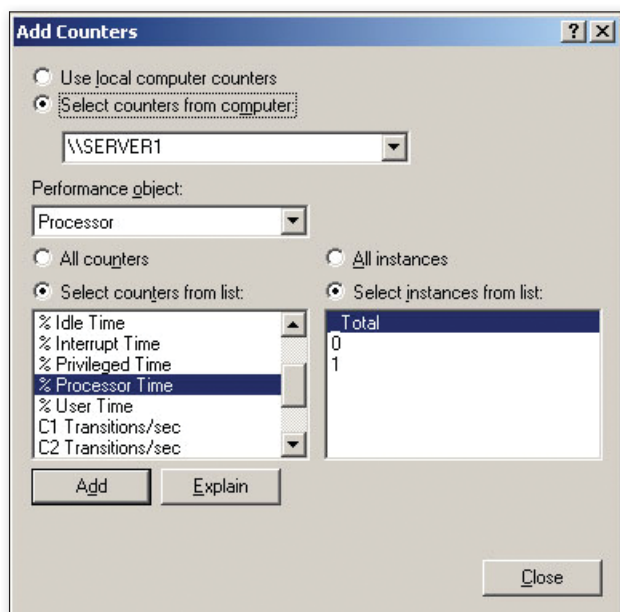 Add Counters
Use local computer counters
Select counters from computer:
\\SERVER1
Performance object:
Processor
All counters
All instances
Select counters from list:
Select instances from list:
% Idle Time
% Interrupt Time
% Privileged Time
% Processor Time
% User Time
C1 Transitions/sec
C2 Transitions/sec
_Total
0
1
Add
Explain
Close